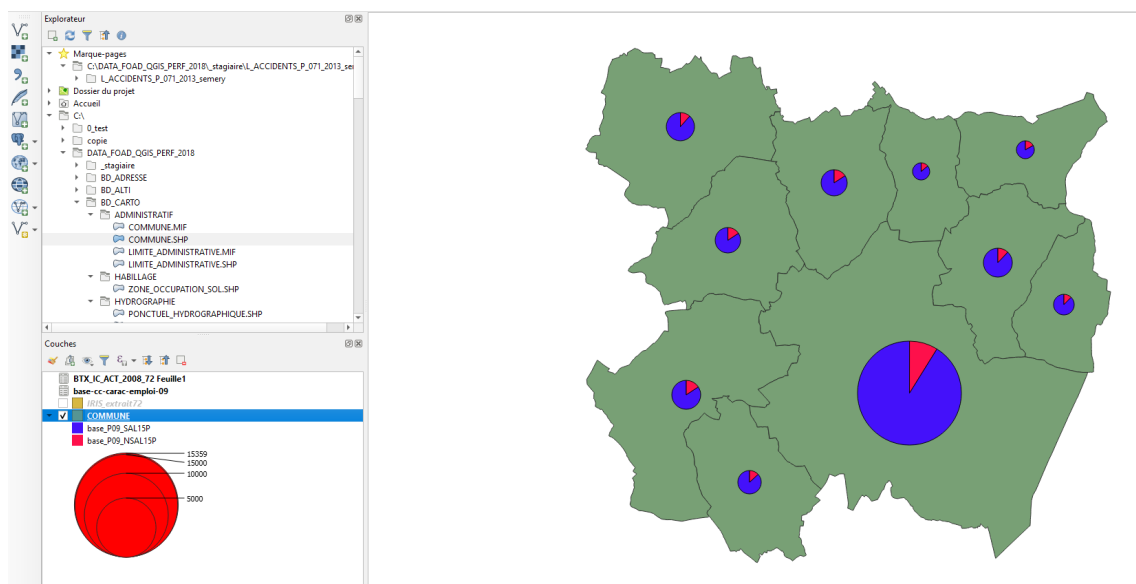 Explorateur
Marque-pages
C:\DATA_FOAD_QGIS_PERF_2018\_stagiaire\L_ACCIDENTS_P_071_2013_sem
L_ACCIDENTS_P_071_2013_semery
Dossier du projet
Accueil
C:\
0_test
copie
DATA_FOAD_QGIS_PERF_2018
_stagiaire
BD_ADRESSE
BD_ALTI
BD_CARTO
ADMINISTRATIF
COMMUNE.MIF
COMMUNE.SHP
LIMITE_ADMINISTRATIVE.MIF
LIMITE_ADMINISTRATIVE.SHP
HABILLAGE
ZONE_OCCUPATION_SOL.SHP
HYDROGRAPHIE
PONCTUEL_HYDROGRAPHIQUE.SHP
Couches
BTX_IC_ACT_2008_72 Feuille1
base-cc-carac-emploi-09
IRIS_extrait72
COMMUNE
base_P09_SAL15P
base_P09_NSAL15P
15359
15000
10000
5000